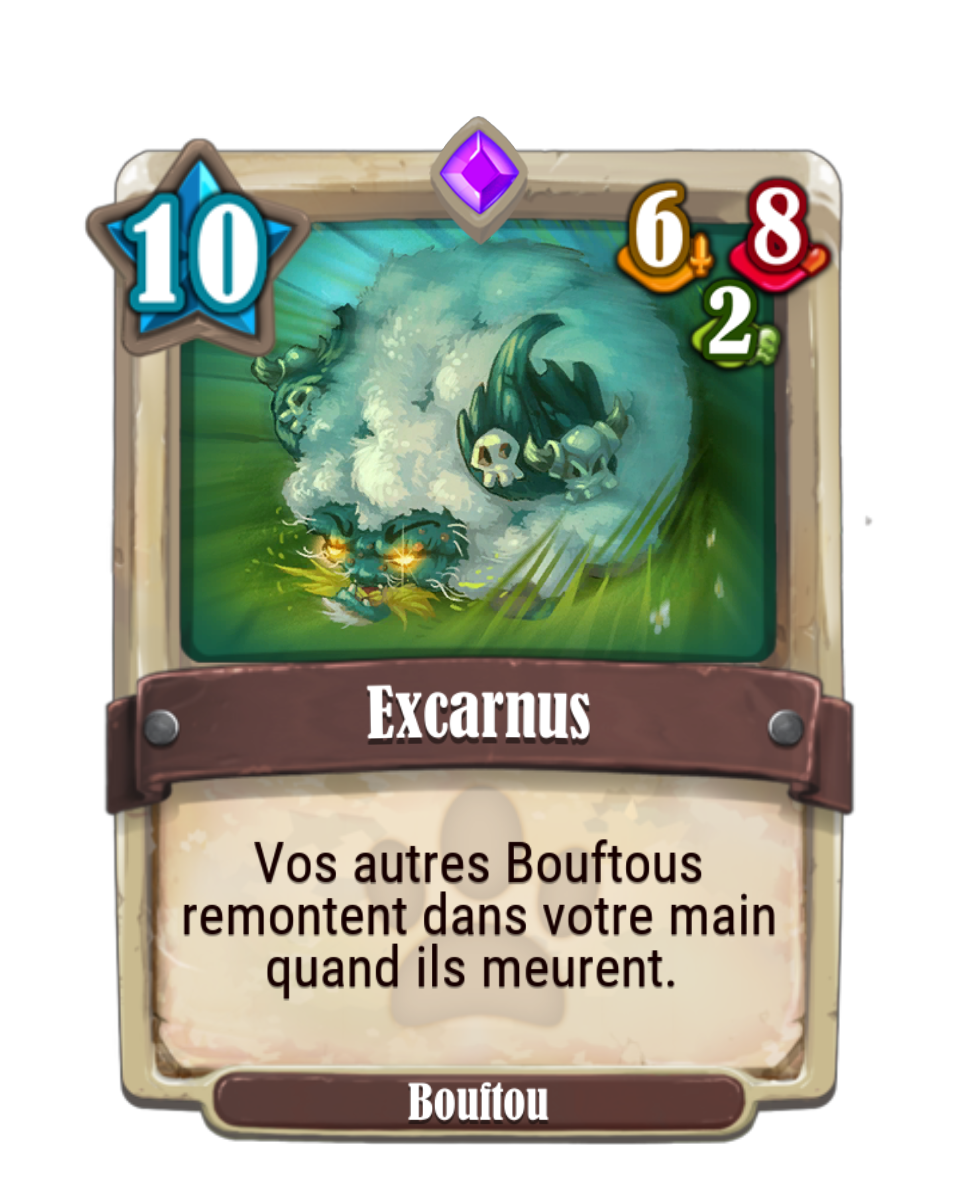 10
6
8
2
Excarnus
Vos autres Bouftous
remontent dans votre main
quand ils meurent.
Bouftou